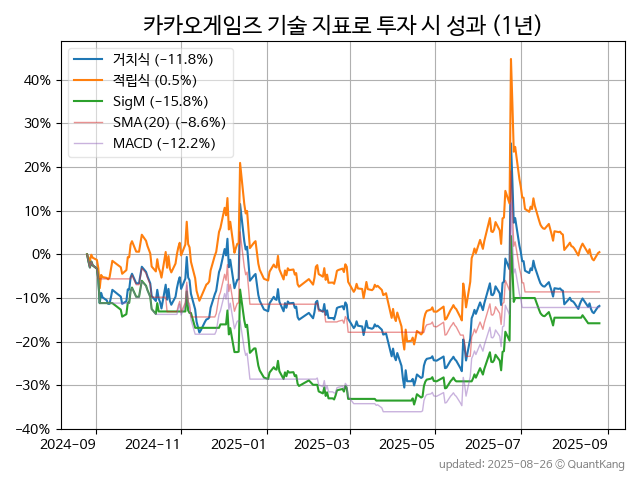 카카오게임즈 기술 지표로 투자 시 성과 (1년)
거치식 (−11.8%)
적립식 (0.5%)
SigM (−15.8%)
SMA(20) (−8.6%)
MACD (−12.2%)
40%
30%
20%
10%
0%
−10%
−20%
−30%
−40%
2024-09
2024-11
2025-01
2025-03
2025-05
2025-07
2025-09
updated: 2025-08-26 © QuantKang